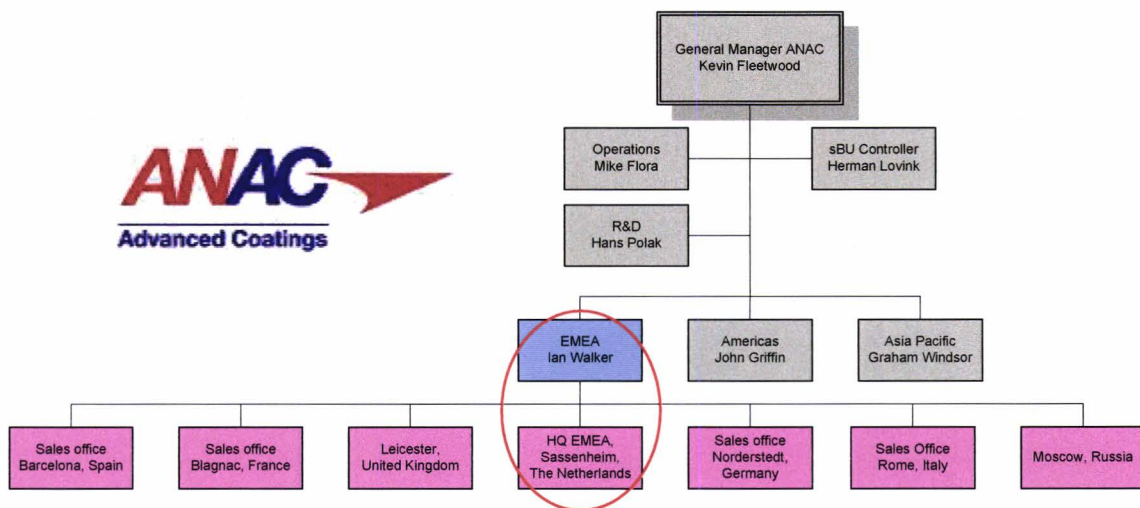 General Manager ANAC
Kevin Fleetwood
Operations
Mike Flora
sBU Controller
Herman Lovink
ANAC
Advanced Coatings
R&D
Hans Polak
EMEA
Ian Walker
Americas
John Griffin
Asia Pacific
Graham Windsor
Sales office
Barcelona, Spain
Sales office
Blagnac, France
Leicester,
United Kingdom
HQ EMEA,
Sassenheim,
The Netherlands
Sales office
Norderstedt,
Germany
Sales Office
Rome, Italy
Moscow, Russia